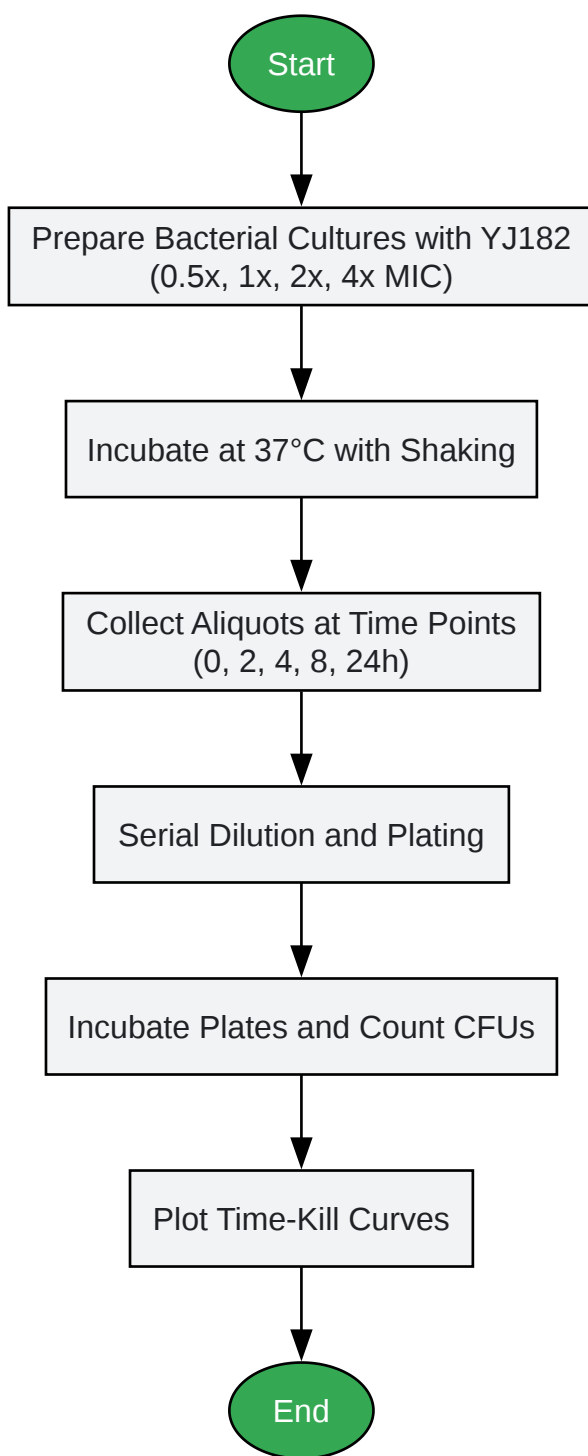 Start
Prepare Bacterial Cultures with YJ182
(0.5x, 1x, 2x, 4x MIC)
Incubate at 37°C with Shaking
Collect Aliquots at Time Points
(0, 2, 4, 8, 24h)
Serial Dilution and Plating
Incubate Plates and Count CFUs
Plot Time-Kill Curves
End